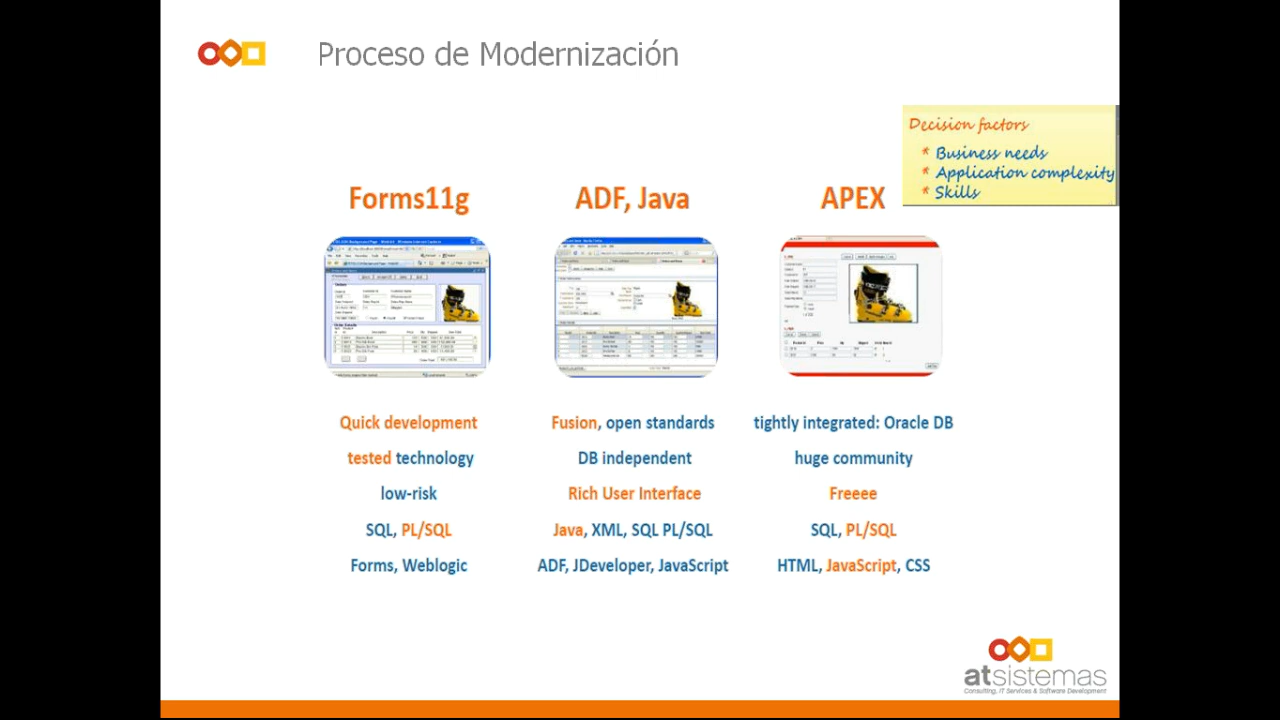 Proceso de Modernización
Decision factors
* Business needs
* Application complexity
* Skills
Forms11g
ADF, Java
APEX
Quick development
Fusion, open standards
tightly integrated: Oracle DB
tested technology
DB independent
huge community
low-risk
Rich User Interface
Freeee
SQL, PL/SQL
Java, XML, SQL PL/SQL
SQL, PL/SQL
Forms, Weblogic
ADF, JDeveloper, JavaScript
HTML, JavaScript, CSS
atsistemas
Consulting, IT Services & Software Development